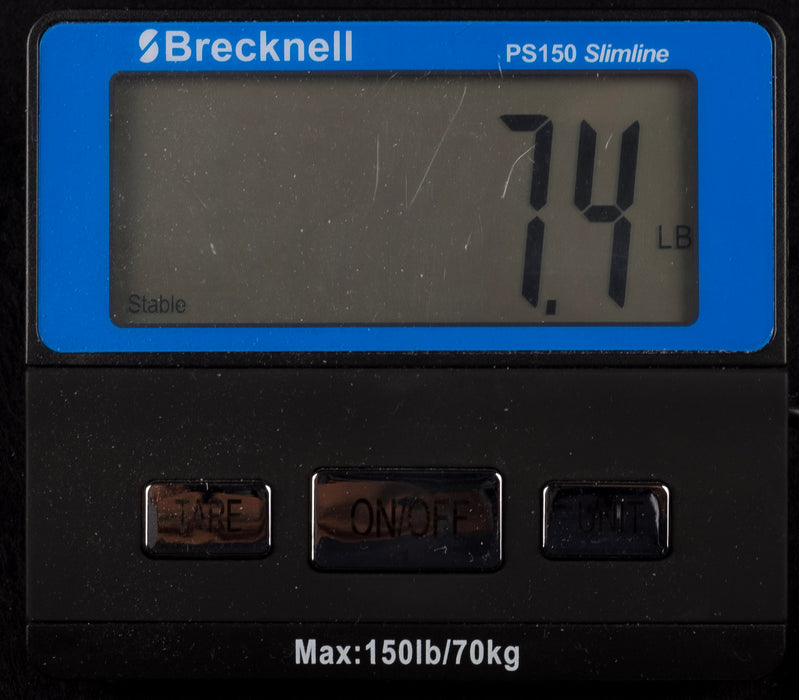 Brecknell
PS150 Slimline
7.4
LB
Stable
TARE
ON/OFF
UNIT
Max:150lb/70kg